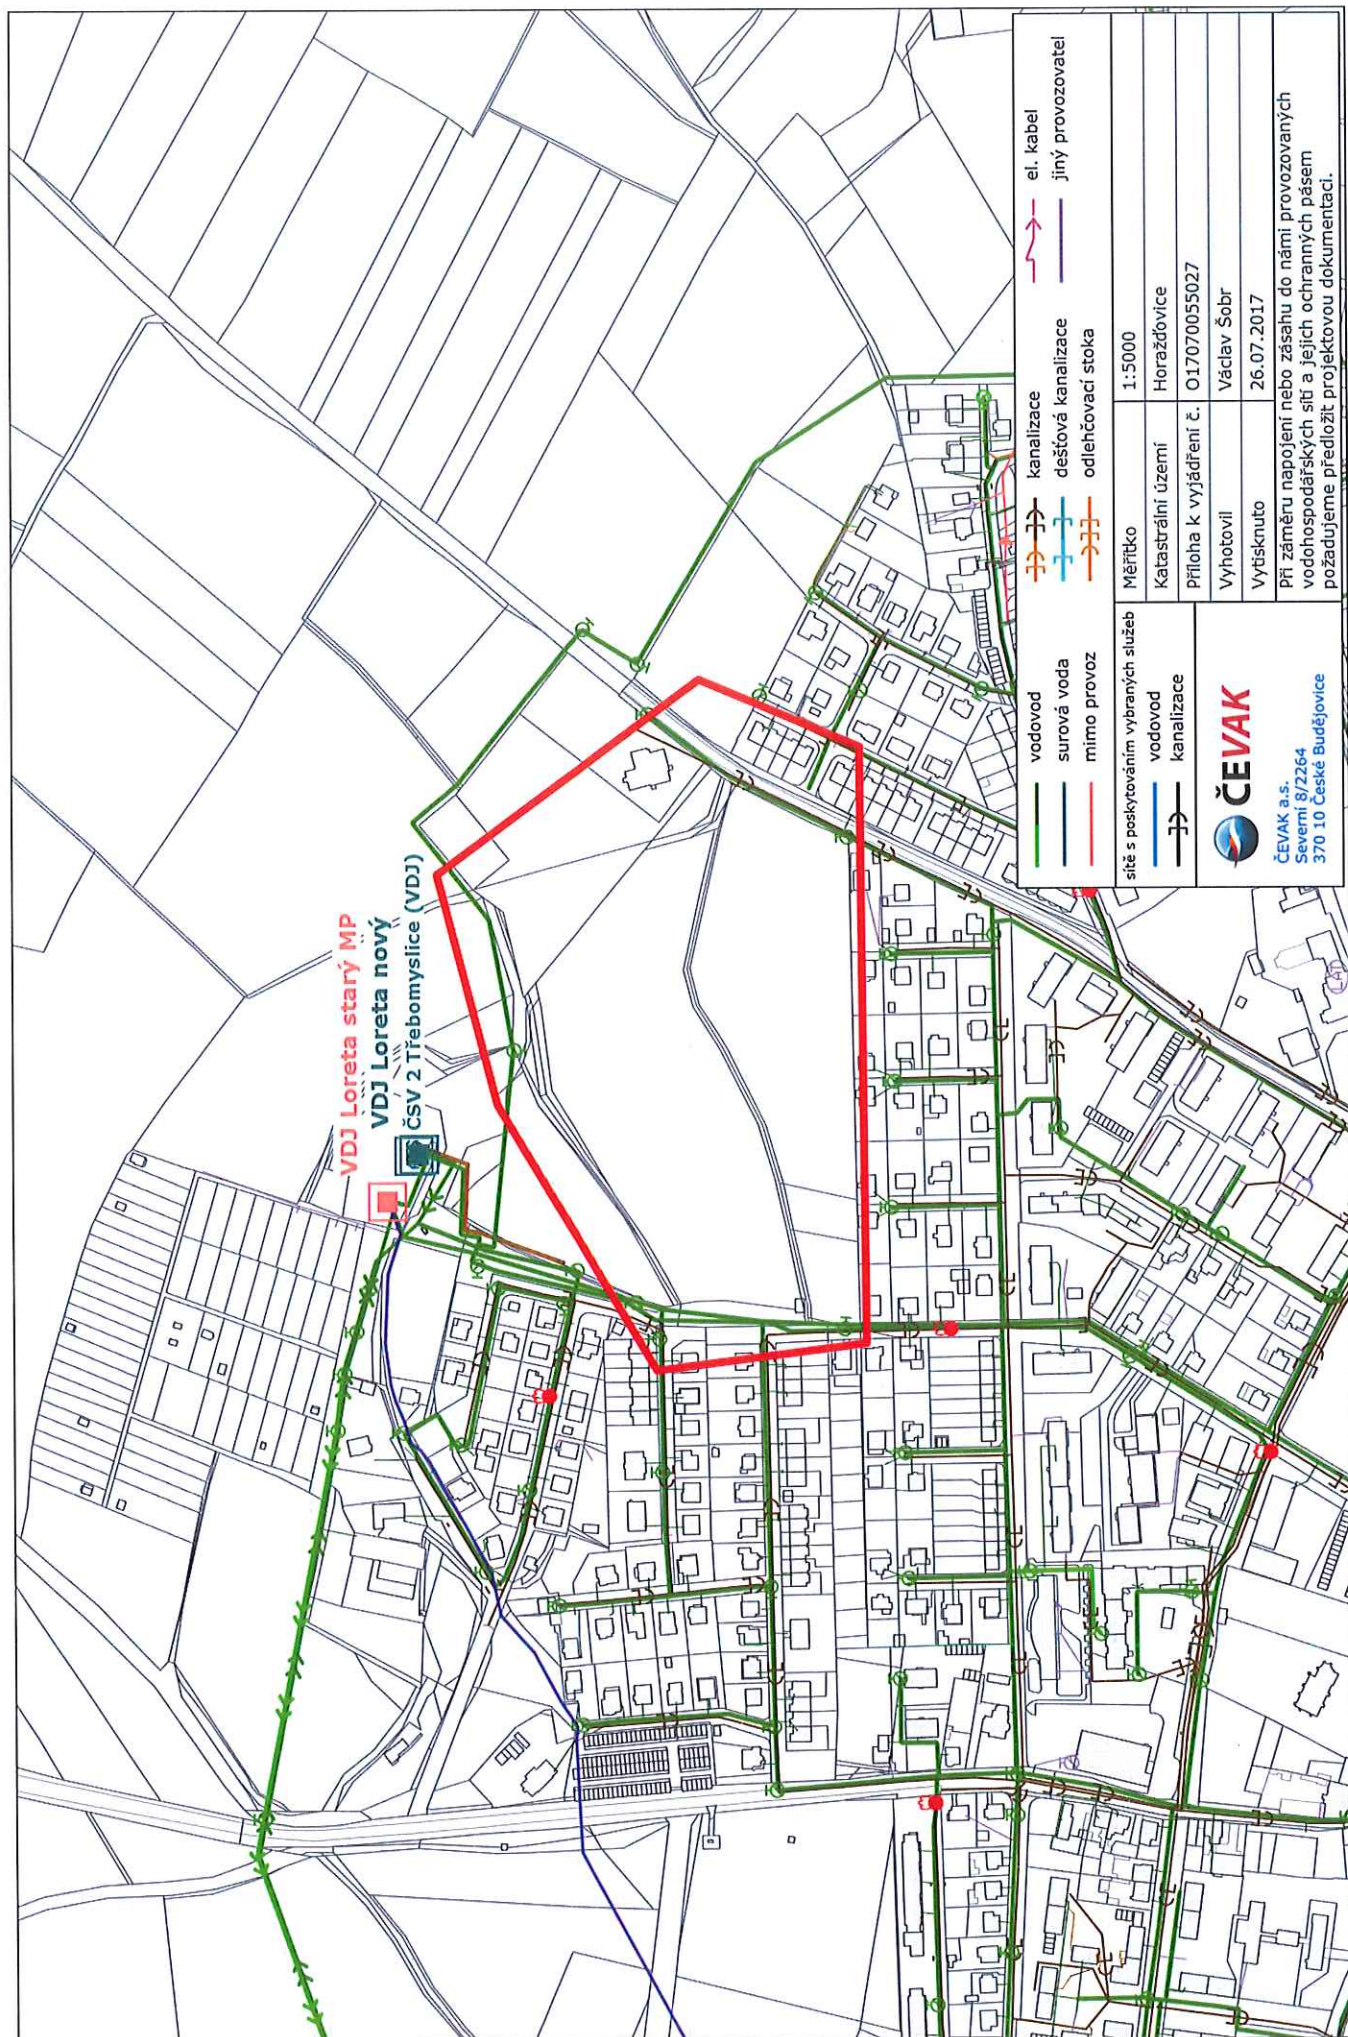 VDJ Loreta starý MP
VDJ Loreta nový
ČSV 2 Třebomyslice (VDJ)
vodovod
surová voda
mimo provoz
kanalizace
dešťová kanalizace
odlehčovací stoka
el. kabel
jiný provozovatel
sítě s poskytováním vybraných služeb
vodovod
kanalizace
Měřítko 1:5000
Katastrální území Horažďovice
Příloha k vyjádření č. O17070055027
Vyhotovil Václav Šobr
Vytisknuto 26.07.2017
ČEVAK
ČEVAK a.s.
Severní 8/2264
370 10 České Budějovice
Při záměru napojení nebo zásahu do námi provozovaných
vodohospodářských sítí a jejich ochranných pásem
požadujeme předložit projektovou dokumentaci.